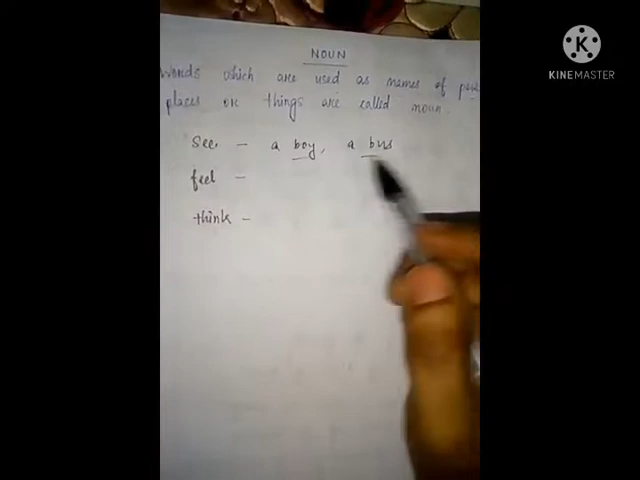 NOUN
Words which are used as names of
places or things are called noun.
See - a boy, a bus
feel -
think -
K
KINEMASTER